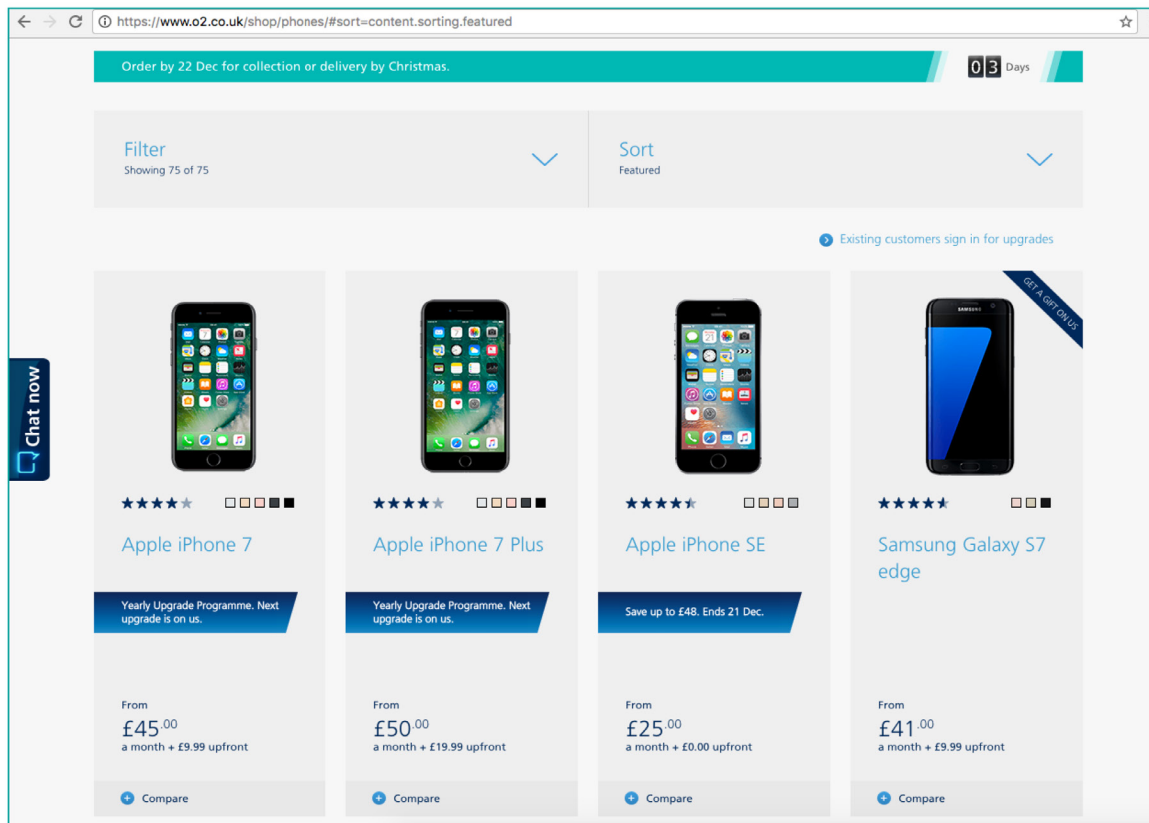 https://www.o2.co.uk/shop/phones/#sort=content.sorting.featured
Order by 22 Dec for collection or delivery by Christmas.
03 Days
Filter
Showing 75 of 75
Sort
Featured
Existing customers sign in for upgrades
Chat now
GET A GIFT ON US
SAMSUNG
Apple iPhone 7
Yearly Upgrade Programme. Next
upgrade is on us.
From
£45.00
a month + £9.99 upfront
Compare
Apple iPhone 7 Plus
Yearly Upgrade Programme. Next
upgrade is on us.
From
£50.00
a month + £19.99 upfront
Compare
Apple iPhone SE
Save up to £48. Ends 21 Dec.
From
£25.00
a month + £0.00 upfront
Compare
Samsung Galaxy S7
edge
From
£41.00
a month + £9.99 upfront
Compare